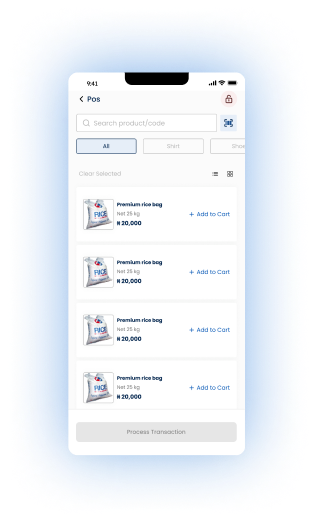 9:41
Pos
Search product/code
All
Shirt
Shoe
Clear Selected
RICE
Premium rice bag
Net 25 kg
₦ 20,000
+ Add to Cart
RICE
Premium rice bag
Net 25 kg
₦ 20,000
+ Add to Cart
RICE
Premium rice bag
Net 25 kg
₦ 20,000
+ Add to Cart
RICE
Premium rice bag
Net 25 kg
₦ 20,000
+ Add to Cart
Process Transaction